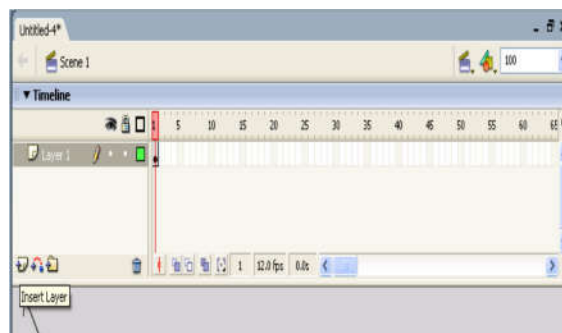 Untitled-4*
Scene 1
100
Timeline
1 5 10 15 20 25 30 35 40 45 50 55 60 65
Layer 1
1 12.0 fps 0.0s
Insert Layer